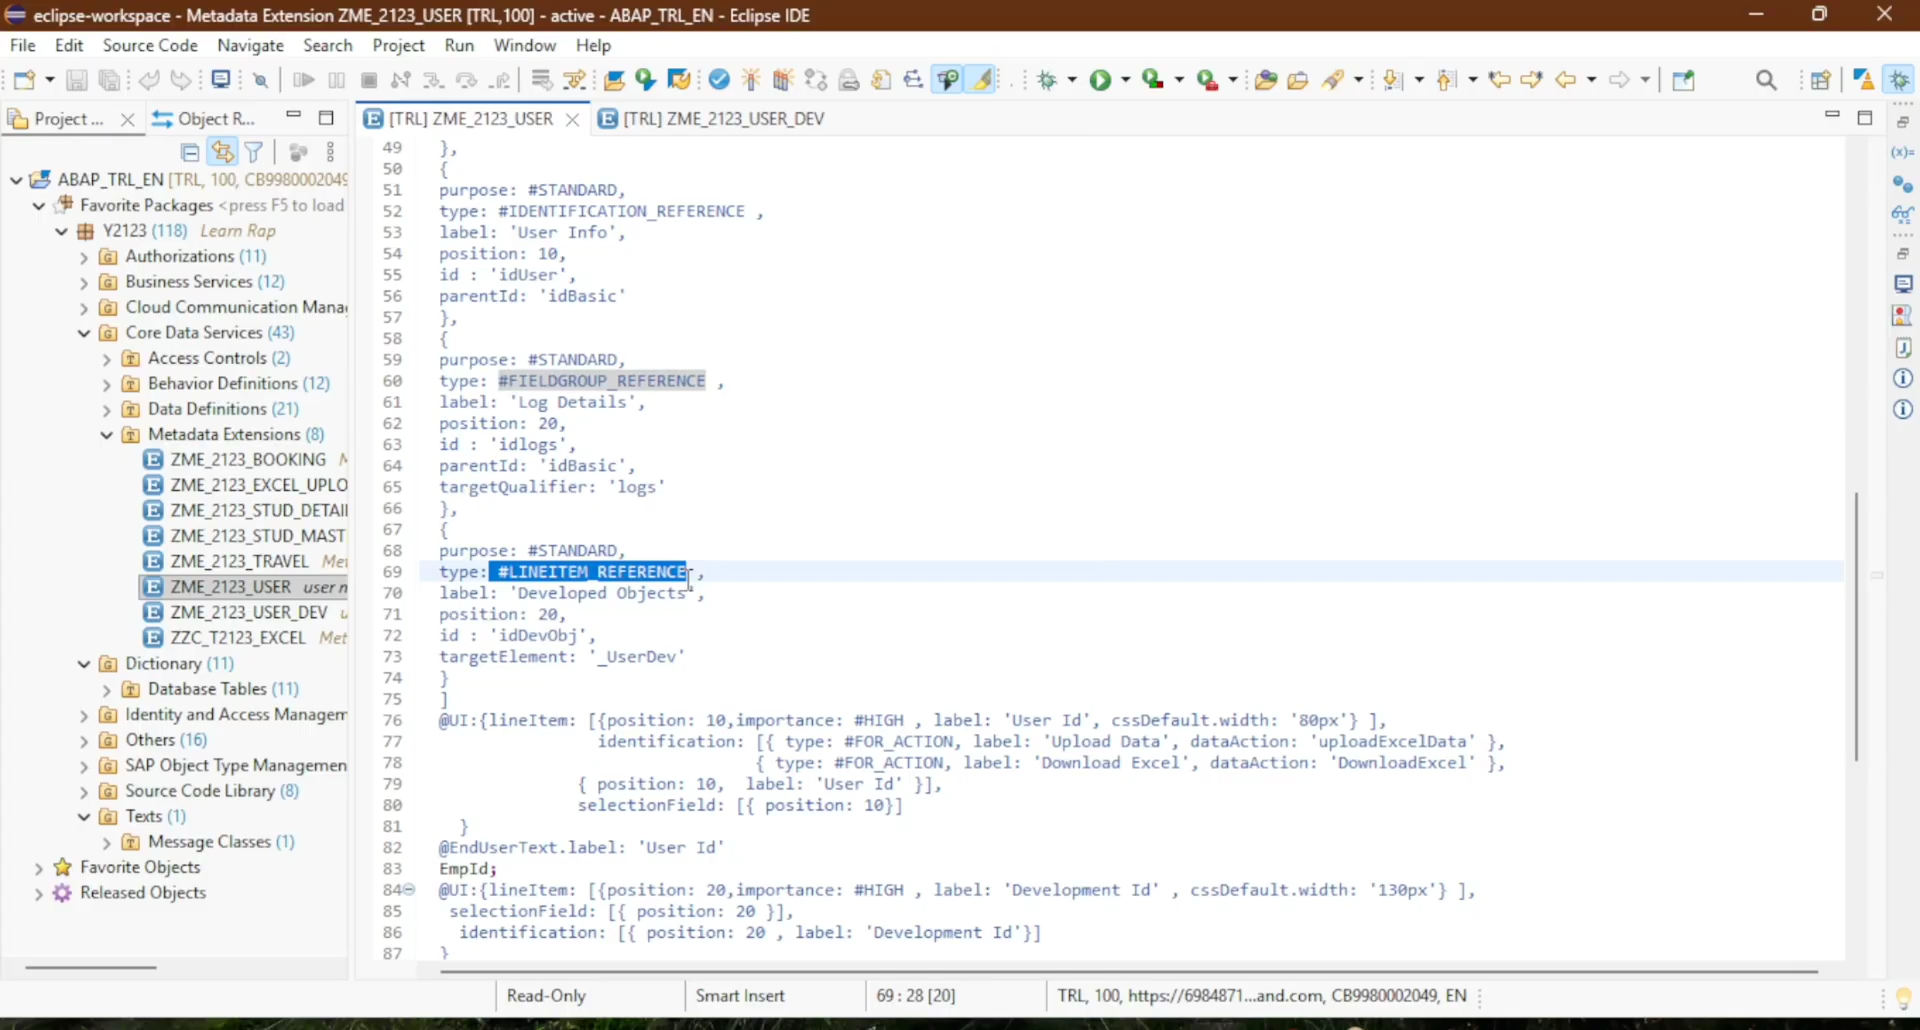 eclipse-workspace - Metadata Extension ZME_2123_USER [TRL,100] - active - ABAP_TRL_EN - Eclipse IDE
File Edit Source Code Navigate Search Project Run Window Help
Project ... Object R...
[TRL] ZME_2123_USER [TRL] ZME_2123_USER_DEV
ABAP_TRL_EN [TRL, 100, CB9980002049
Favorite Packages <press F5 to load
Y2123 (118) Learn Rap
Authorizations (11)
Business Services (12)
Cloud Communication Mana
Core Data Services (43)
Access Controls (2)
Behavior Definitions (12)
Data Definitions (21)
Metadata Extensions (8)
ZME_2123_BOOKING
ZME_2123_EXCEL_UPLO
ZME_2123_STUD_DETAI
ZME_2123_STUD_MAST
ZME_2123_TRAVEL Met
ZME_2123_USER user n
ZME_2123_USER_DEV
ZZC_T2123_EXCEL Met
Dictionary (11)
Database Tables (11)
Identity and Access Managem
Others (16)
SAP Object Type Managemen
Source Code Library (8)
Texts (1)
Message Classes (1)
Favorite Objects
Released Objects
49 },
50 {
51 purpose: #STANDARD,
52 type: #IDENTIFICATION_REFERENCE ,
53 label: 'User Info',
54 position: 10,
55 id : 'idUser',
56 parentId: 'idBasic'
57 },
58 {
59 purpose: #STANDARD,
60 type: #FIELDGROUP_REFERENCE ,
61 label: 'Log Details',
62 position: 20,
63 id : 'idlogs',
64 parentId: 'idBasic',
65 targetQualifier: 'logs'
66 },
67 {
68 purpose: #STANDARD,
69 type: #LINEITEM_REFERENCE ,
70 label: 'Developed Objects',
71 position: 20,
72 id : 'idDevObj',
73 targetElement: '_UserDev'
74 }
75 ]
76 @UI:{lineItem: [{position: 10,importance: #HIGH , label: 'User Id', cssDefault.width: '80px'} ],
77 identification: [{ type: #FOR_ACTION, label: 'Upload Data', dataAction: 'uploadExcelData' },
78 { type: #FOR_ACTION, label: 'Download Excel', dataAction: 'DownloadExcel' },
79 { position: 10, label: 'User Id' }],
80 selectionField: [{ position: 10}]
81 }
82 @EndUserText.label: 'User Id'
83 EmpId;
84 @UI:{lineItem: [{position: 20,importance: #HIGH , label: 'Development Id' , cssDefault.width: '130px'} ],
85 selectionField: [{ position: 20 }],
86 identification: [{ position: 20 , label: 'Development Id'}]
87 }
Read-Only Smart Insert 69 : 28 [20] TRL, 100, https://6984871...and.com, CB9980002049, EN